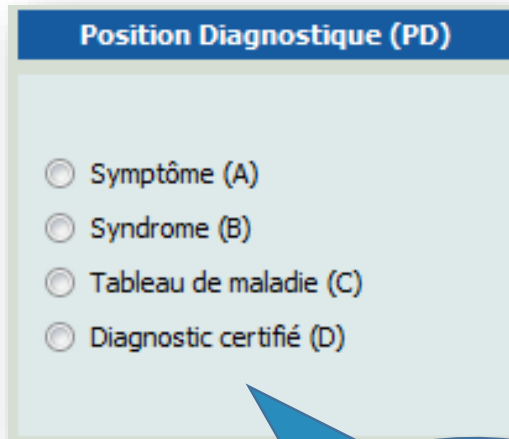 Position Diagnostique (PD)
Symptôme (A)
Syndrome (B)
Tableau de maladie (C)
Diagnostic certifié (D)